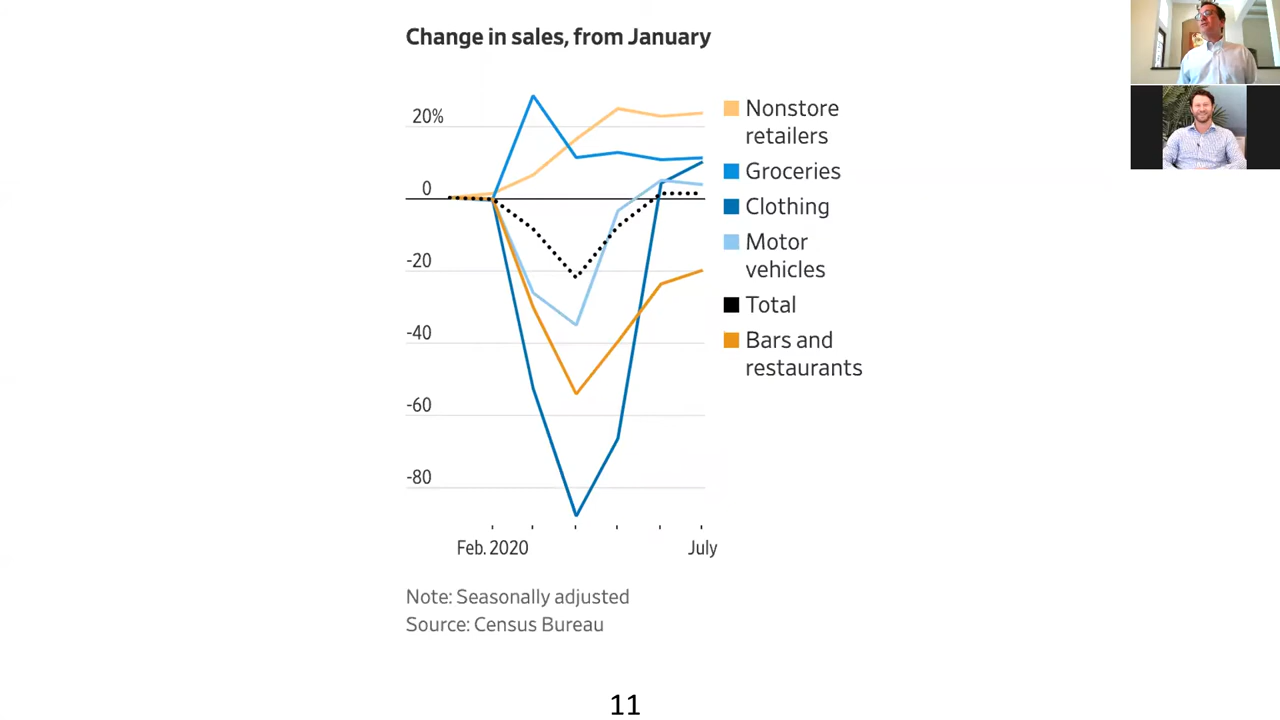 Change in sales, from January
20%
0
-20
-40
-60
-80
Feb. 2020
July
Nonstore
retailers
Groceries
Clothing
Motor
vehicles
Total
Bars and
restaurants
Note: Seasonally adjusted
Source: Census Bureau
11